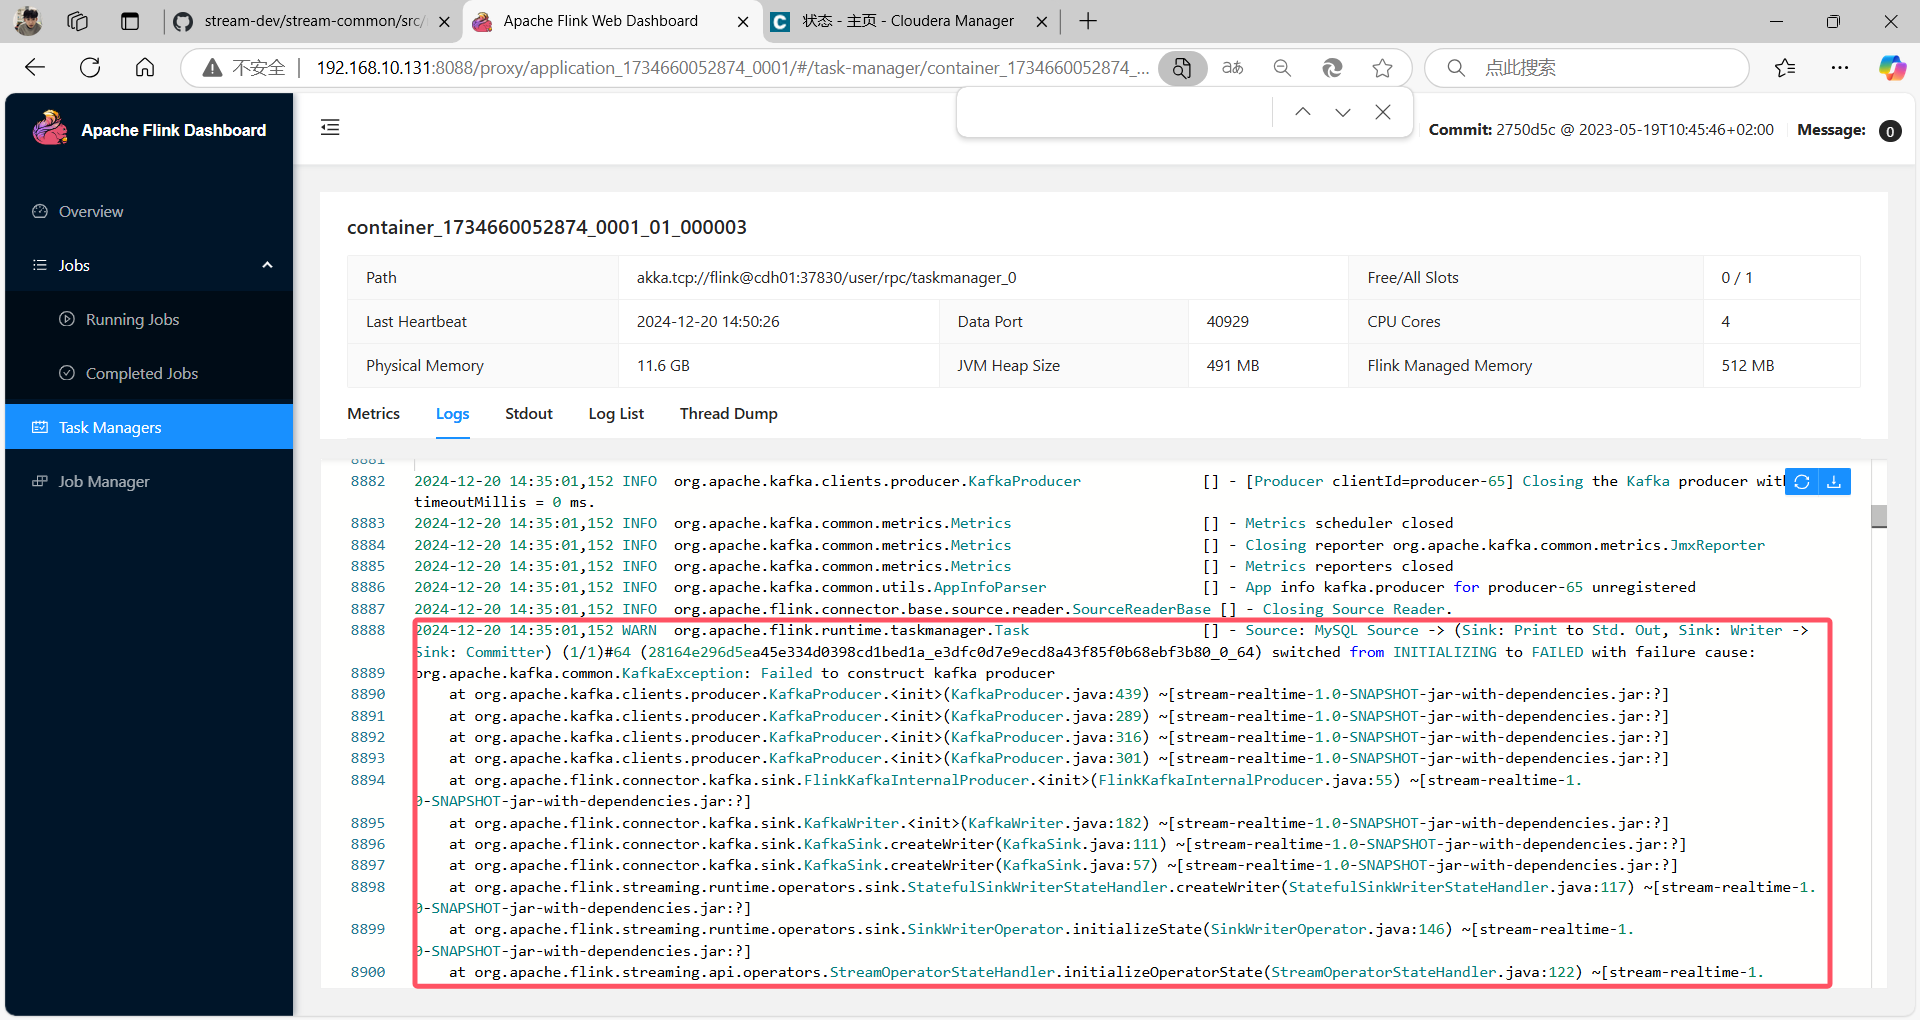 stream-dev/stream-common/src/
Apache Flink Web Dashboard
状态 - 主页 - Cloudera Manager
不安全
192.168.10.131:8088/proxy/application_1734660052874_0001/#/task-manager/container_1734660052874_...
aあ
点此搜索
Apache Flink Dashboard
Commit: 2750d5c @ 2023-05-19T10:45:46+02:00 Message: 0
Overview
Jobs
Running Jobs
Completed Jobs
Task Managers
Job Manager
container_1734660052874_0001_01_000003
Path akka.tcp://flink@cdh01:37830/user/rpc/taskmanager_0 Free/All Slots 0 / 1
Last Heartbeat 2024-12-20 14:50:26 Data Port 40929 CPU Cores 4
Physical Memory 11.6 GB JVM Heap Size 491 MB Flink Managed Memory 512 MB
Metrics Logs Stdout Log List Thread Dump
8881
8882 2024-12-20 14:35:01,152 INFO org.apache.kafka.clients.producer.KafkaProducer [] - [Producer clientId=producer-65] Closing the Kafka producer with
timeoutMillis = 0 ms.
8883 2024-12-20 14:35:01,152 INFO org.apache.kafka.common.metrics.Metrics [] - Metrics scheduler closed
8884 2024-12-20 14:35:01,152 INFO org.apache.kafka.common.metrics.Metrics [] - Closing reporter org.apache.kafka.common.metrics.JmxReporter
8885 2024-12-20 14:35:01,152 INFO org.apache.kafka.common.metrics.Metrics [] - Metrics reporters closed
8886 2024-12-20 14:35:01,152 INFO org.apache.kafka.common.utils.AppInfoParser [] - App info kafka.producer for producer-65 unregistered
8887 2024-12-20 14:35:01,152 INFO org.apache.flink.connector.base.source.reader.SourceReaderBase [] - Closing Source Reader.
8888 2024-12-20 14:35:01,152 WARN org.apache.flink.runtime.taskmanager.Task [] - Source: MySQL Source -> (Sink: Print to Std. Out, Sink: Writer ->
Sink: Committer) (1/1)#64 (28164e296d5ea45e334d0398cd1bed1a_e3dfc0d7e9ecd8a43f85f0b68ebf3b80_0_64) switched from INITIALIZING to FAILED with failure cause:
8889 org.apache.kafka.common.KafkaException: Failed to construct kafka producer
8890 at org.apache.kafka.clients.producer.KafkaProducer.<init>(KafkaProducer.java:439) ~[stream-realtime-1.0-SNAPSHOT-jar-with-dependencies.jar:?]
8891 at org.apache.kafka.clients.producer.KafkaProducer.<init>(KafkaProducer.java:289) ~[stream-realtime-1.0-SNAPSHOT-jar-with-dependencies.jar:?]
8892 at org.apache.kafka.clients.producer.KafkaProducer.<init>(KafkaProducer.java:316) ~[stream-realtime-1.0-SNAPSHOT-jar-with-dependencies.jar:?]
8893 at org.apache.kafka.clients.producer.KafkaProducer.<init>(KafkaProducer.java:301) ~[stream-realtime-1.0-SNAPSHOT-jar-with-dependencies.jar:?]
8894 at org.apache.flink.connector.kafka.sink.FlinkKafkaInternalProducer.<init>(FlinkKafkaInternalProducer.java:55) ~[stream-realtime-1.
0-SNAPSHOT-jar-with-dependencies.jar:?]
8895 at org.apache.flink.connector.kafka.sink.KafkaWriter.<init>(KafkaWriter.java:182) ~[stream-realtime-1.0-SNAPSHOT-jar-with-dependencies.jar:?]
8896 at org.apache.flink.connector.kafka.sink.KafkaSink.createWriter(KafkaSink.java:111) ~[stream-realtime-1.0-SNAPSHOT-jar-with-dependencies.jar:?]
8897 at org.apache.flink.connector.kafka.sink.KafkaSink.createWriter(KafkaSink.java:57) ~[stream-realtime-1.0-SNAPSHOT-jar-with-dependencies.jar:?]
8898 at org.apache.flink.streaming.runtime.operators.sink.StatefulSinkWriterStateHandler.createWriter(StatefulSinkWriterStateHandler.java:117) ~[stream-realtime-1.
0-SNAPSHOT-jar-with-dependencies.jar:?]
8899 at org.apache.flink.streaming.runtime.operators.sink.SinkWriterOperator.initializeState(SinkWriterOperator.java:146) ~[stream-realtime-1.
0-SNAPSHOT-jar-with-dependencies.jar:?]
8900 at org.apache.flink.streaming.api.operators.StreamOperatorStateHandler.initializeOperatorState(StreamOperatorStateHandler.java:122) ~[stream-realtime-1.